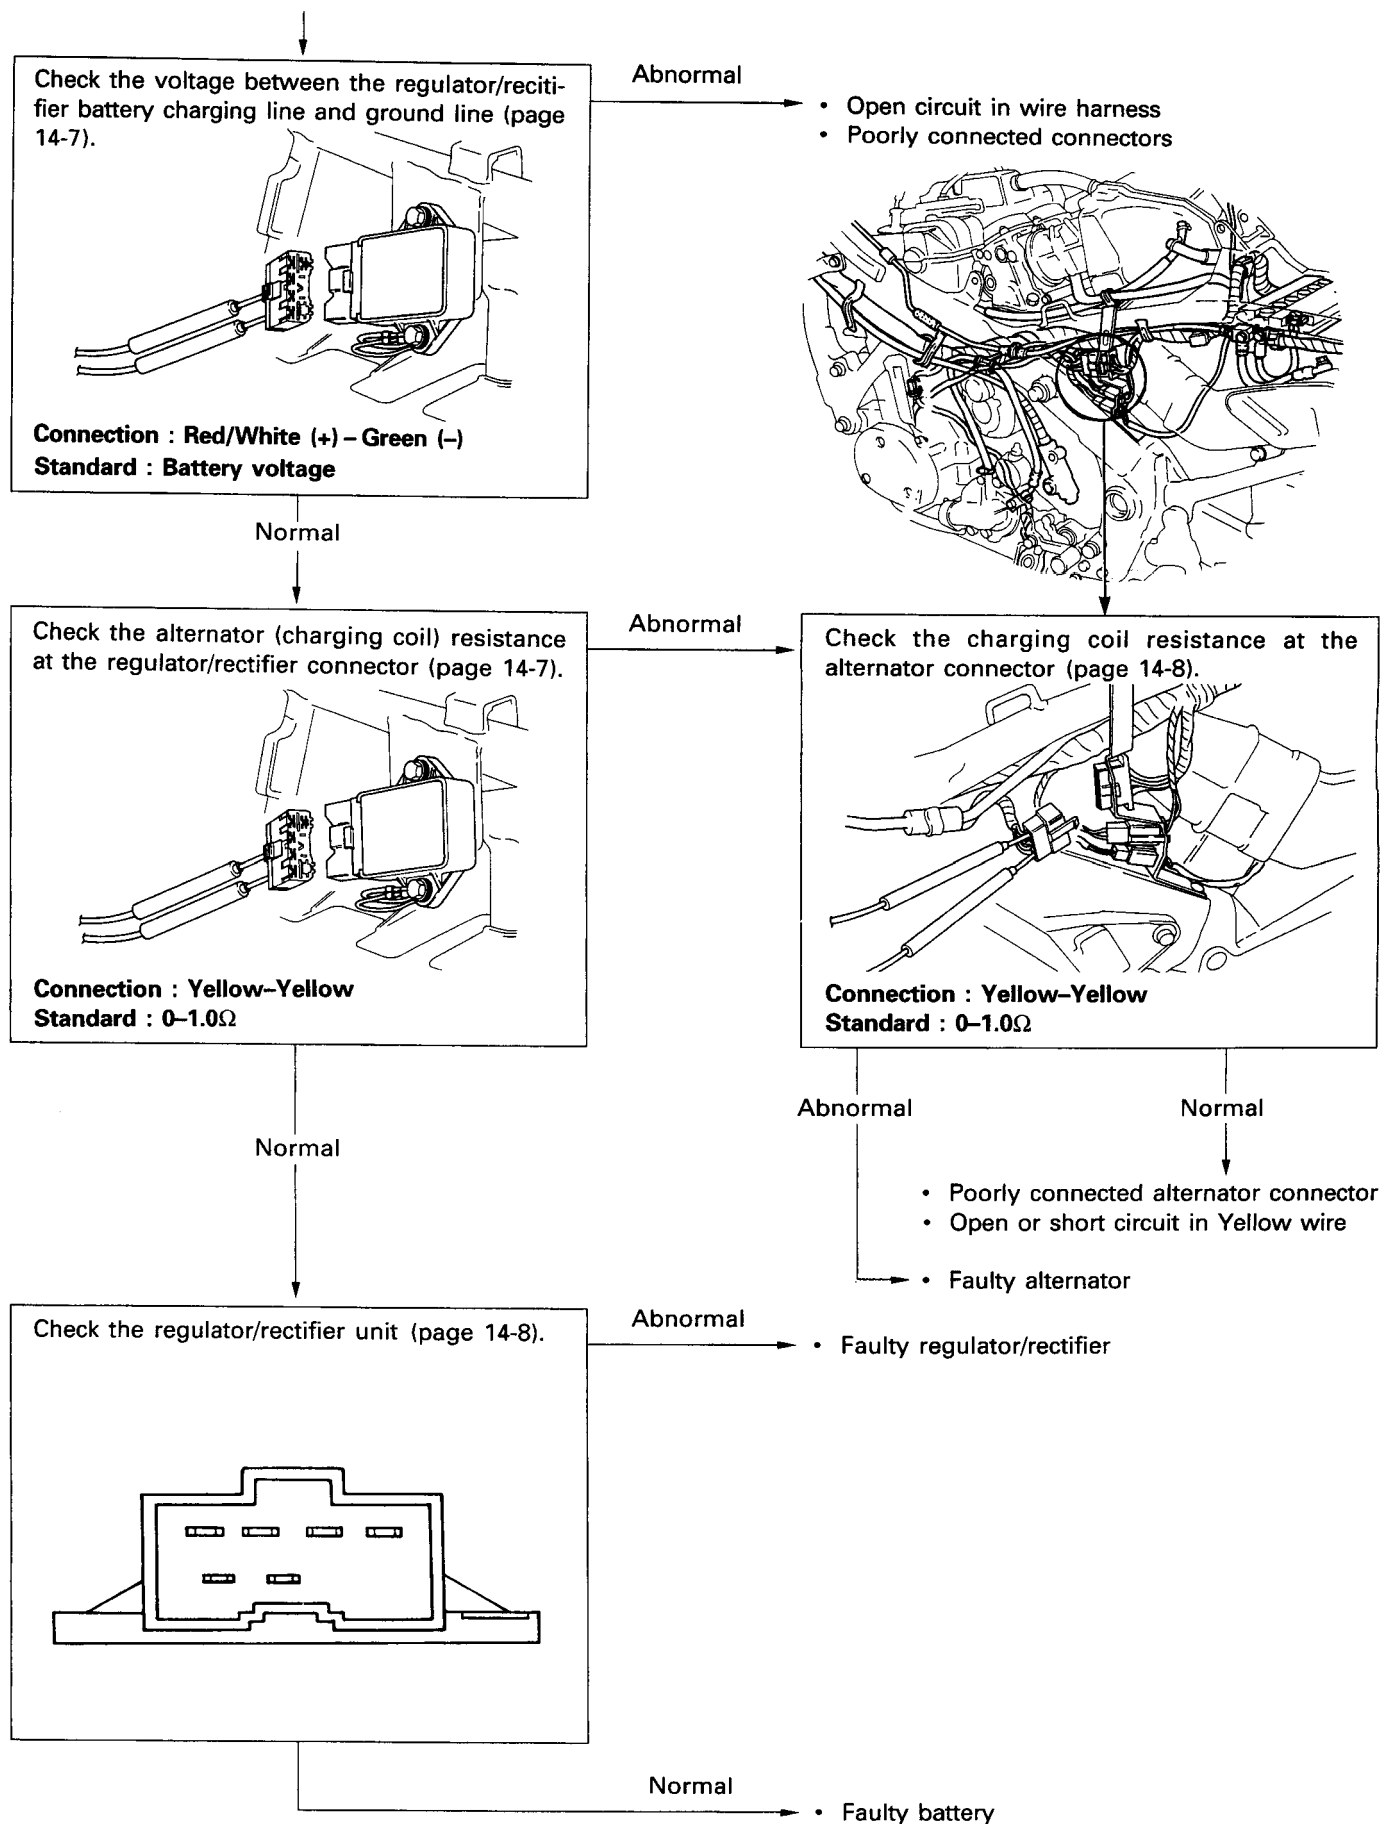 Check the voltage between the regulator/reciti-
fier battery charging line and ground line (page
14-7).
Connection : Red/White (+) – Green (–)
Standard : Battery voltage
Abnormal
• Open circuit in wire harness
• Poorly connected connectors
Normal
Check the alternator (charging coil) resistance
at the regulator/rectifier connector (page 14-7).
Connection : Yellow–Yellow
Standard : 0–1.0Ω
Abnormal
Check the charging coil resistance at the
alternator connector (page 14-8).
Connection : Yellow–Yellow
Standard : 0–1.0Ω
Abnormal
Normal
• Poorly connected alternator connector
• Open or short circuit in Yellow wire
• Faulty alternator
Normal
Check the regulator/rectifier unit (page 14-8).
Abnormal
• Faulty regulator/rectifier
Normal
• Faulty battery